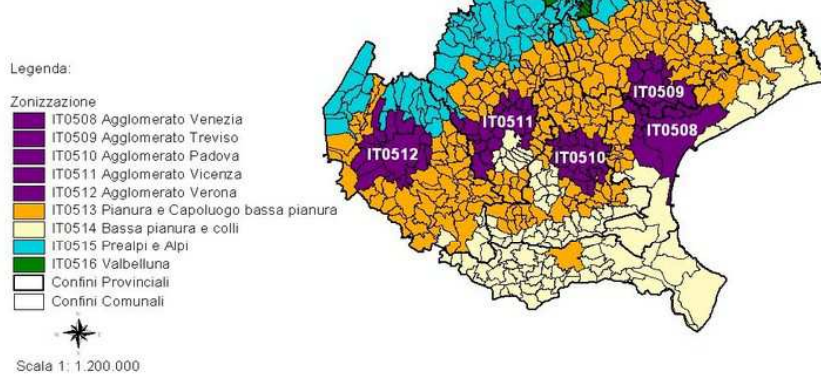 Legenda:
Zonizzazione
IT0508 Agglomerato Venezia
IT0509 Agglomerato Treviso
IT0510 Agglomerato Padova
IT0511 Agglomerato Vicenza
IT0512 Agglomerato Verona
IT0513 Pianura e Capoluogo bassa pianura
IT0514 Bassa pianura e colli
IT0515 Prealpi e Alpi
IT0516 Valbelluna
Confini Provinciali
Confini Comunali
Scala 1: 1.200.000
IT0509
IT0511
IT0508
IT0512
IT0510